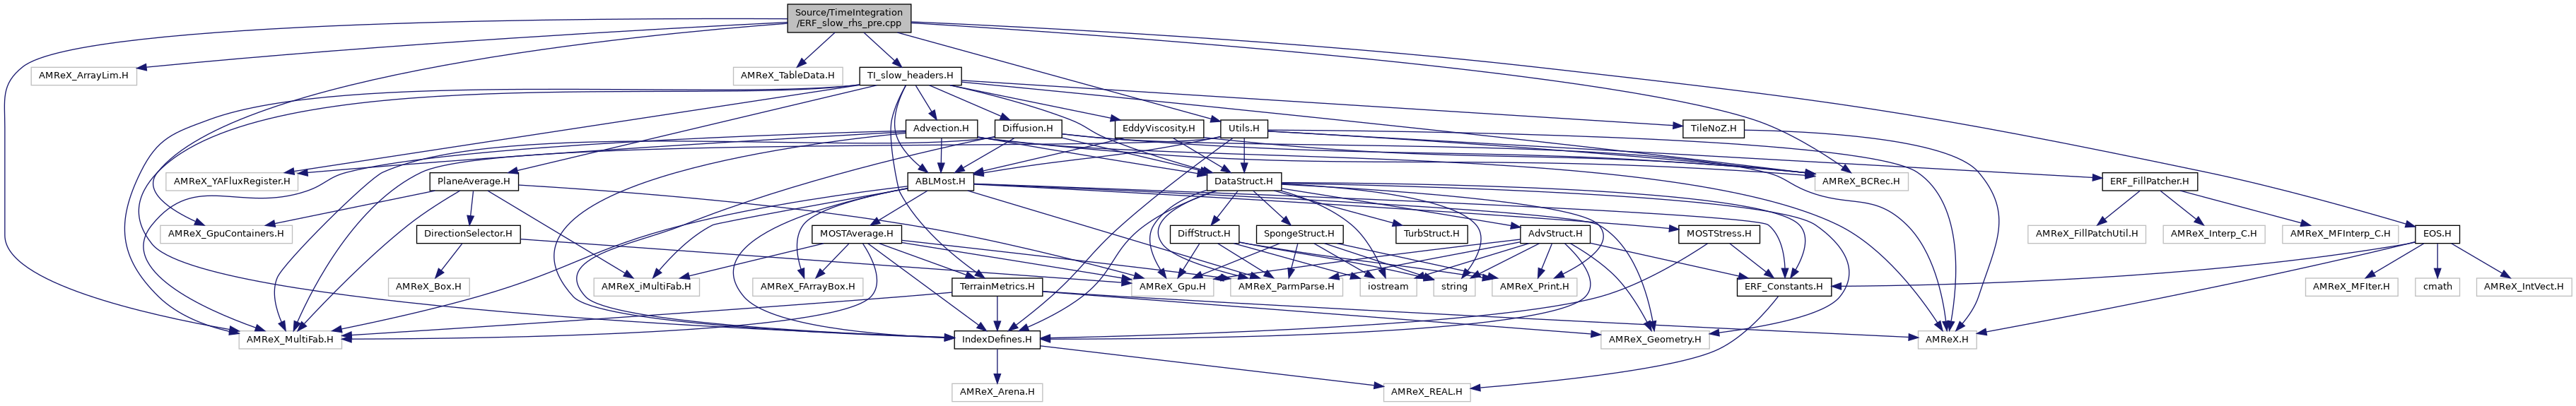 Source/TimeIntegration
/ERF_slow_rhs_pre.cpp
AMReX_ArrayLim.H
AMReX_TableData.H
TI_slow_headers.H
Advection.H
Diffusion.H
EddyViscosity.H
Utils.H
TileNoZ.H
AMReX_YAFluxRegister.H
PlaneAverage.H
ABLMost.H
DataStruct.H
AMReX_BCRec.H
ERF_FillPatcher.H
AMReX_GpuContainers.H
DirectionSelector.H
MOSTAverage.H
DiffStruct.H
SpongeStruct.H
TurbStruct.H
AdvStruct.H
MOSTStress.H
AMReX_FillPatchUtil.H
AMReX_Interp_C.H
AMReX_MFInterp_C.H
EOS.H
AMReX_Box.H
AMReX_iMultiFab.H
AMReX_FArrayBox.H
TerrainMetrics.H
AMReX_Gpu.H
AMReX_ParmParse.H
iostream
string
AMReX_Print.H
ERF_Constants.H
AMReX_MFIter.H
cmath
AMReX_IntVect.H
AMReX_MultiFab.H
IndexDefines.H
AMReX_Geometry.H
AMReX.H
AMReX_Arena.H
AMReX_REAL.H